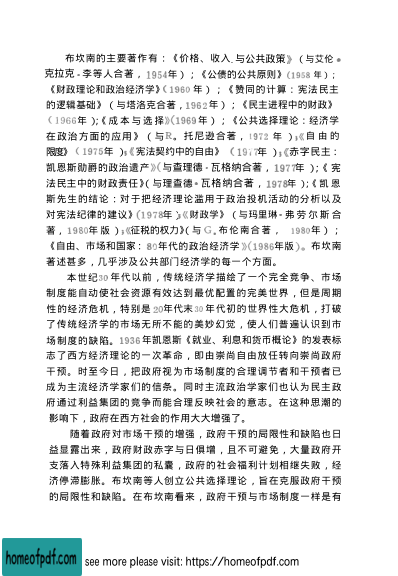 布坎南的主要著作有：《价格、收入、与公共政策》（与艾伦•
克拉克·李等人合著，1954年）；《公债的公共原则》（1958年）；
《财政理论和政治经济学》（1960年）；《赞同的计算：宪法民主
的逻辑基础》（与塔洛克合著，1962年）；《民主进程中的财政》
（1966年）；《成本与选择》（1969年）；《公共选择理论：经济学
在政治方面的应用》（与R。托尼逊合著，1972年）；《自由的
限度》（1975年）；《宪法契约中的自由》（1977年）；《赤字民主：
凯恩斯勋爵的政治遗产》（与查理德·瓦格纳合著，1977年）；《宪
法民主中的财政责任》（与理查德•瓦格纳合著，1978年）；《凯恩
斯先生的结论：对于把经济理论滥用于政治投机活动的分析以及
对宪法纪律的建议》（1978年）；《财政学》（与玛里琳·弗劳尔斯合
著，1980年版）；《征税的权力》（与G。布伦南合著，1980年）；
《自由、市场和国家：80年代的政治经济学》（1986年版）。布坎南
著述甚多，几乎涉及公共部门经济学的每一个方面。
本世纪30年代以前，传统经济学描绘了一个完全竞争、市场
制度能自动使社会资源有效达到最优配置的完美世界，但是周期
性的经济危机，特别是20年代末30年代初的世界性大危机，打破
了传统经济学的市场无所不能的美妙幻觉，使人们普遍认识到市
场制度的缺陷。1936年凯恩斯《就业、利息和货币概论》的发表标
志了西方经济理论的一次革命，即由崇尚自由放任转向崇尚政府
干预。时至今日，把政府视为市场制度的合理调节者和干预者已
成为主流经济学家们的信条。同时主流政治学家们也认为民主政
府通过利益集团的竞争而能合理反映社会的意志。在这种思潮的
影响下，政府在西方社会的作用大大增强了。
随着政府对市场干预的增强，政府干预的局限性和缺陷也日
益显露出来，政府财政赤字与日俱增，且不可避免，大量政府开
支落入特殊利益集团的私囊，政府的社会福利计划相继失败，经
济停滞膨胀。布坎南等人创立公共选择理论，旨在克服政府干预
的局限性和缺陷。在布坎南看来，政府干预与市场制度一样是有
homeofpdf.com
see more please visit: https://homeofpdf.com